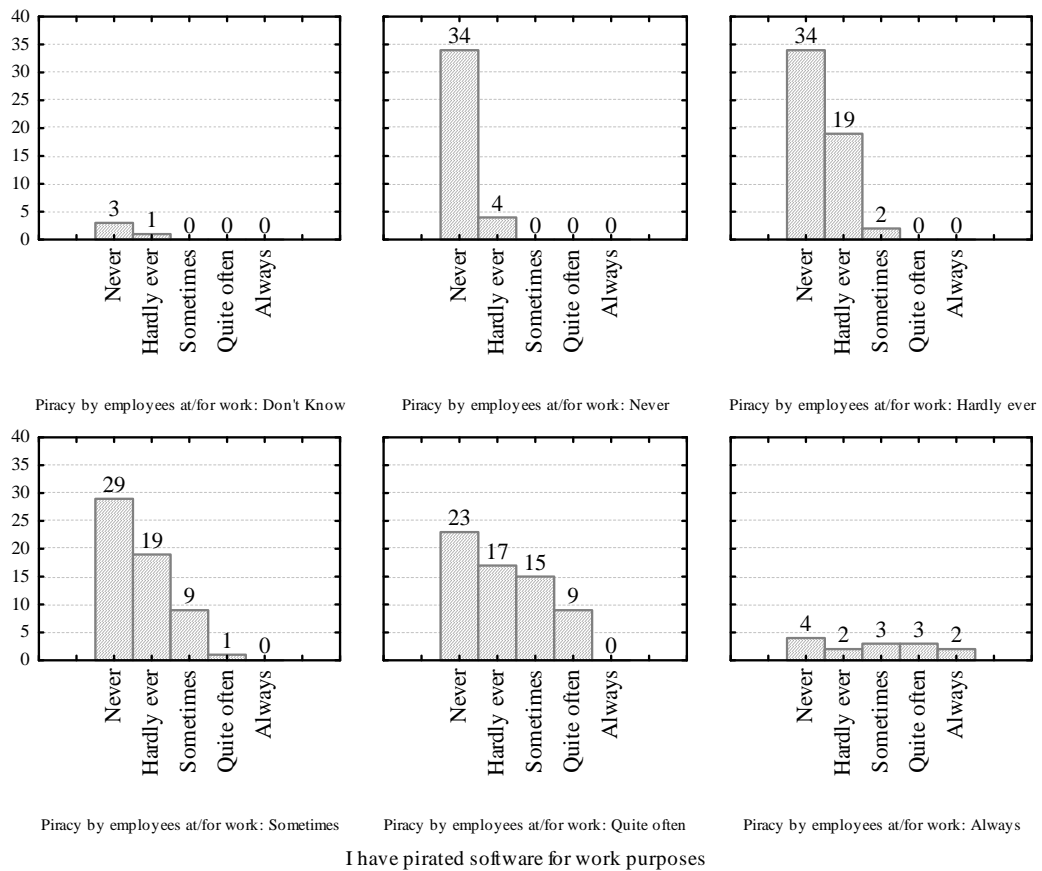 40
35
30
25
20
15
10
5
0
3 1 0 0 0
34 4 0 0 0
34 19 2 0 0
Never Hardly ever Sometimes Quite often Always
Never Hardly ever Sometimes Quite often Always
Never Hardly ever Sometimes Quite often Always
Piracy by employees at/for work: Don't Know
Piracy by employees at/for work: Never
Piracy by employees at/for work: Hardly ever
40
35
30
25
20
15
10
5
0
29 19 9 1 0
23 17 15 9 0
4 2 3 3 2
Never Hardly ever Sometimes Quite often Always
Never Hardly ever Sometimes Quite often Always
Never Hardly ever Sometimes Quite often Always
Piracy by employees at/for work: Sometimes
Piracy by employees at/for work: Quite often
Piracy by employees at/for work: Always
I have pirated software for work purposes